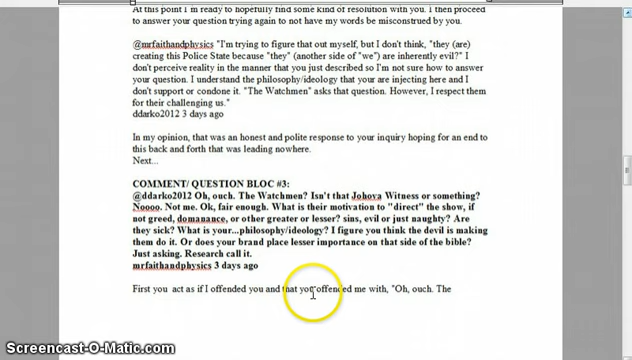 At this point I'm ready to hopefully find some kind of resolution with you. I then proceed
to answer your question trying again to not have my words be misconstrued by you.
@mrfaithandphysics "I'm trying to figure that out myself, but I don't think, "they (are)
creating this Police State because "they" (another side of "we") are inherently evil?" I
don't perceive reality in the manner that you just described so I'm not sure how to answer
your question. I understand the philosophy/ideology that you are injecting here and I
don't support or condone it. "The Watchmen" asks that question. However, I respect them
for their challenging us."
ddarko2012 3 days ago
In my opinion, that was an honest and polite response to your inquiry hoping for an end to
this back and forth that was leading nowhere.
Next...
COMMENT/ QUESTION BLOC #3:
@ddarko2012 Oh, ouch. The Watchmen? Isn't that Johova Witness or something?
Noooo. Not me. Ok, fair enough. What is their motivation to "direct" the show, if
not greed, domanance, or other greater or lesser? sins, evil or just naughty? Are
they sick? What is your...philosophy/ideology? I figure you think the devil is making
them do it. Or does your brand place lesser importance on that side of the bible?
Just asking. Research call it.
mrfaithandphysics 3 days ago
First you act as if I offended you and that you offended me with, "Oh, ouch. The
Screencast-O-Matic.com